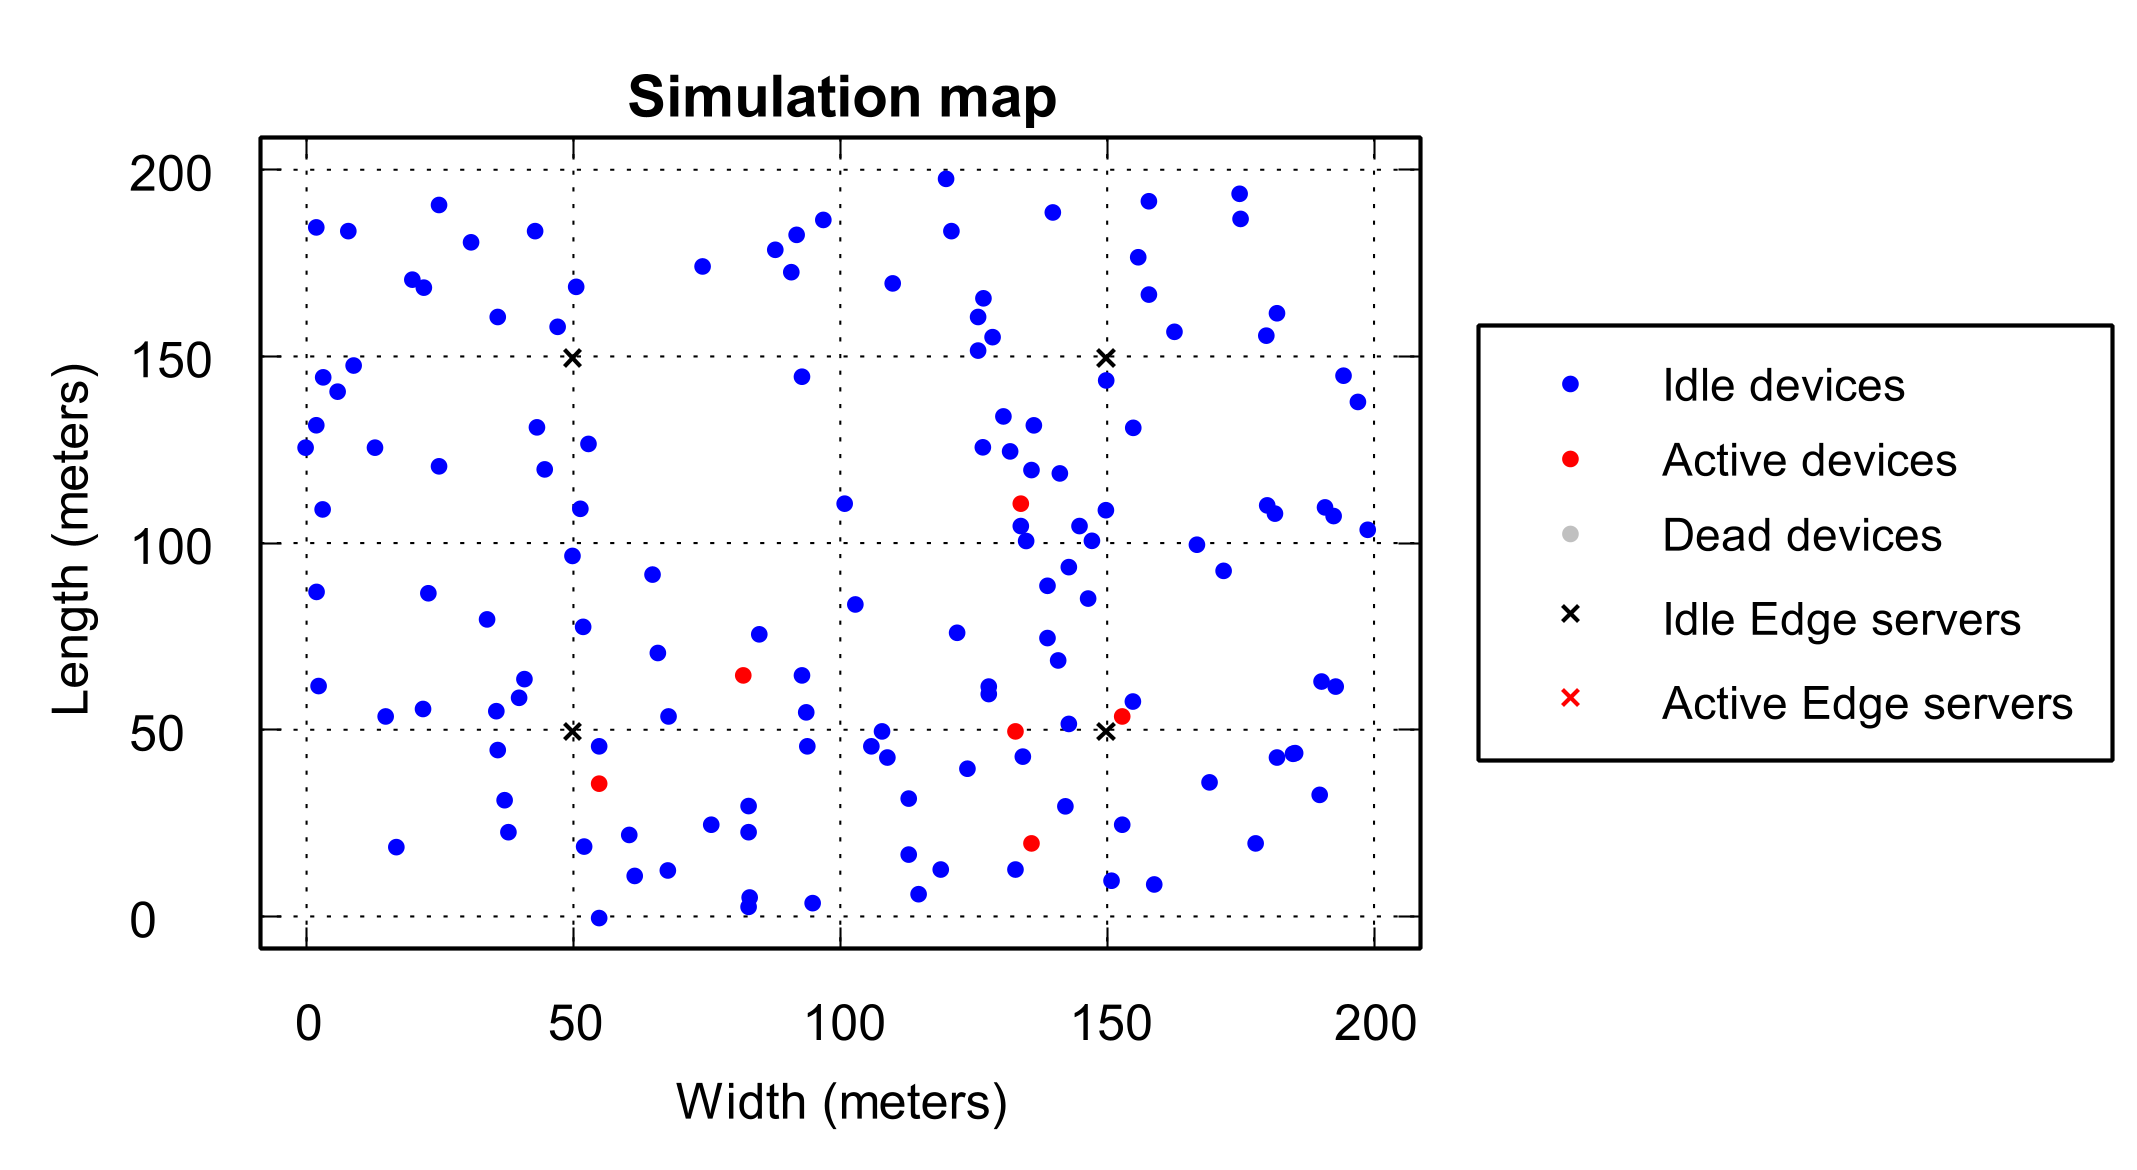 Simulation map
200
150
100
50
0
Length (meters)
0 50 100 150 200
Width (meters)
Idle devices
Active devices
Dead devices
Idle Edge servers
Active Edge servers